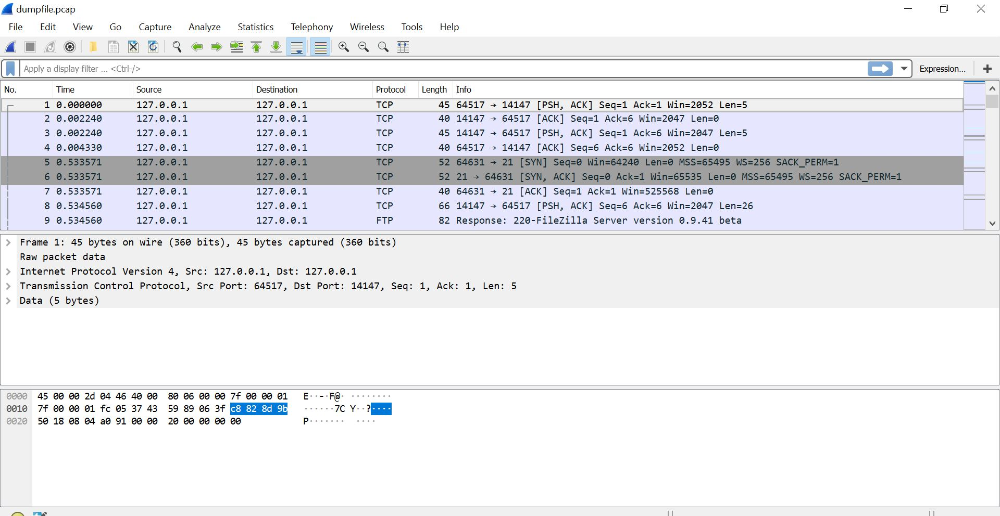 dumpfile.pcap
File Edit View Go Capture Analyze Statistics Telephony Wireless Tools Help
Apply a display filter ... <Ctrl-/> Expression... +
No. Time Source Destination Protocol Length Info
1 0.000000 127.0.0.1 127.0.0.1 TCP 45 64517 → 14147 [PSH, ACK] Seq=1 Ack=1 Win=2052 Len=5
2 0.002240 127.0.0.1 127.0.0.1 TCP 40 14147 → 64517 [ACK] Seq=1 Ack=6 Win=2047 Len=0
3 0.002240 127.0.0.1 127.0.0.1 TCP 45 14147 → 64517 [PSH, ACK] Seq=1 Ack=6 Win=2047 Len=5
4 0.004330 127.0.0.1 127.0.0.1 TCP 40 64517 → 14147 [ACK] Seq=6 Ack=6 Win=2052 Len=0
5 0.533571 127.0.0.1 127.0.0.1 TCP 52 64631 → 21 [SYN] Seq=0 Win=64240 Len=0 MSS=65495 WS=256 SACK_PERM=1
6 0.533571 127.0.0.1 127.0.0.1 TCP 52 21 → 64631 [SYN, ACK] Seq=0 Ack=1 Win=65535 Len=0 MSS=65495 WS=256 SACK_PERM=1
7 0.533571 127.0.0.1 127.0.0.1 TCP 40 64631 → 21 [ACK] Seq=1 Ack=1 Win=525568 Len=0
8 0.534560 127.0.0.1 127.0.0.1 TCP 66 14147 → 64517 [PSH, ACK] Seq=6 Ack=6 Win=2047 Len=26
9 0.534560 127.0.0.1 127.0.0.1 FTP 82 Response: 220-FileZilla Server version 0.9.41 beta
Frame 1: 45 bytes on wire (360 bits), 45 bytes captured (360 bits)
Raw packet data
Internet Protocol Version 4, Src: 127.0.0.1, Dst: 127.0.0.1
Transmission Control Protocol, Src Port: 64517, Dst Port: 14147, Seq: 1, Ack: 1, Len: 5
Data (5 bytes)
0000 45 00 00 2d 04 46 40 00 80 06 00 00 7f 00 00 01 E··-·F@· ········
0010 7f 00 00 01 fc 05 37 43 59 89 06 3f c8 82 8d 9b ······7C Y··?····
0020 50 18 08 04 a0 91 00 00 20 00 00 00 00 P······· ····